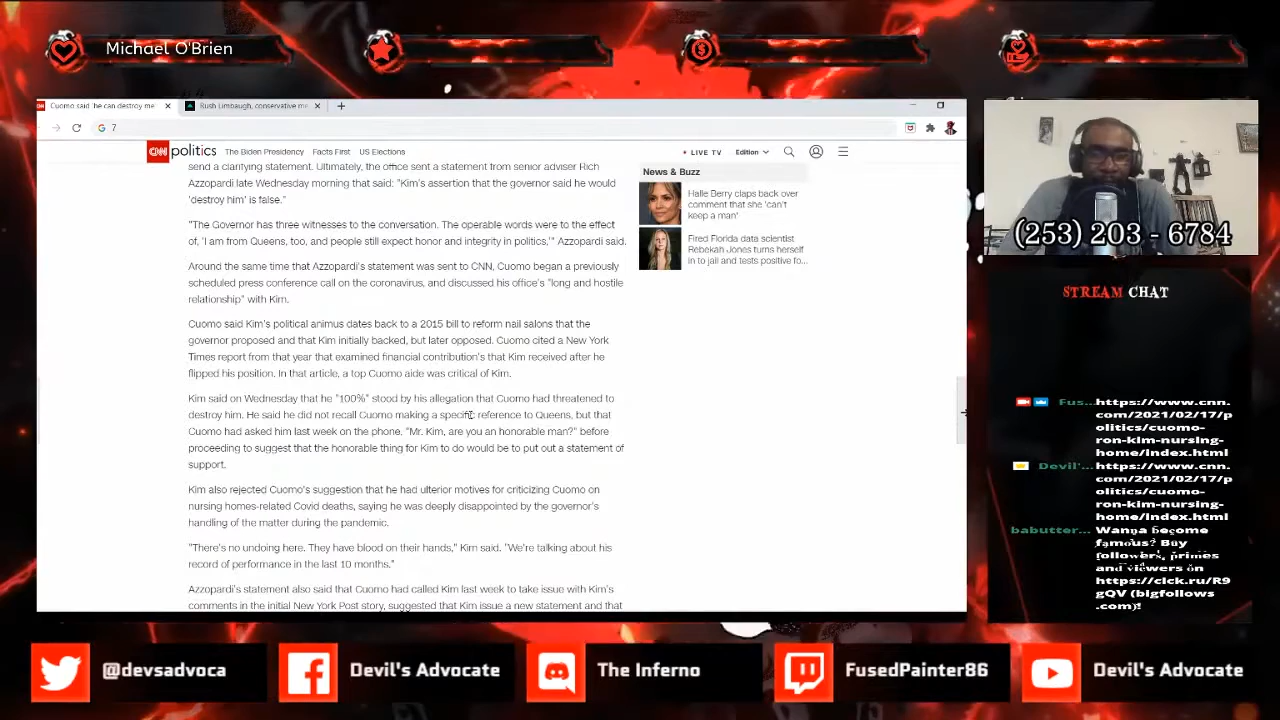 Michael O'Brien
Cuomo said 'he can destroy me
Rush Limbaugh, conservative me
7
CNN politics The Biden Presidency Facts First US Elections
LIVE TV Edition
send a clarifying statement. Ultimately, the office sent a statement from senior adviser Rich
Azzopardi late Wednesday morning that said: "Kim's assertion that the governor said he would
'destroy him' is false."
"The Governor has three witnesses to the conversation. The operable words were to the effect
of, 'I am from Queens, too, and people still expect honor and integrity in politics,'" Azzopardi said.
Around the same time that Azzopardi's statement was sent to CNN, Cuomo began a previously
scheduled press conference call on the coronavirus, and discussed his office's "long and hostile
relationship" with Kim.
Cuomo said Kim's political animus dates back to a 2015 bill to reform nail salons that the
governor proposed and that Kim initially backed, but later opposed. Cuomo cited a New York
Times report from that year that examined financial contribution's that Kim received after he
flipped his position. In that article, a top Cuomo aide was critical of Kim.
Kim said on Wednesday that he "100%" stood by his allegation that Cuomo had threatened to
destroy him. He said he did not recall Cuomo making a specific reference to Queens, but that
Cuomo had asked him last week on the phone, "Mr. Kim, are you an honorable man?" before
proceeding to suggest that the honorable thing for Kim to do would be to put out a statement of
support.
Kim also rejected Cuomo's suggestion that he had ulterior motives for criticizing Cuomo on
nursing homes-related Covid deaths, saying he was deeply disappointed by the governor's
handling of the matter during the pandemic.
"There's no undoing here. They have blood on their hands," Kim said. "We're talking about his
record of performance in the last 10 months."
Azzopardi's statement also said that Cuomo had called Kim last week to take issue with Kim's
comments in the initial New York Post story, suggested that Kim issue a new statement and that
News & Buzz
Halle Berry claps back over
comment that she 'can't
keep a man'
Fired Florida data scientist
Rebekah Jones turns herself
in to jail and tests positive fo...
(253) 203 - 6784
STREAM CHAT
Fus... https://www.cnn.
com/2021/02/17/p
olitics/cuomo-
ron-kim-nursing-
home/index.html
Devil'... https://www.cnn.
com/2021/02/17/p
olitics/cuomo-
ron-kim-nursing-
home/index.html
babutter... Wanna become
famous? Buy
followers, primes
and viewers on
https://clck.ru/R9
gQV (bigfollows
.com)!
@devsadvoca
Devil's Advocate
The Inferno
FusedPainter86
Devil's Advocate